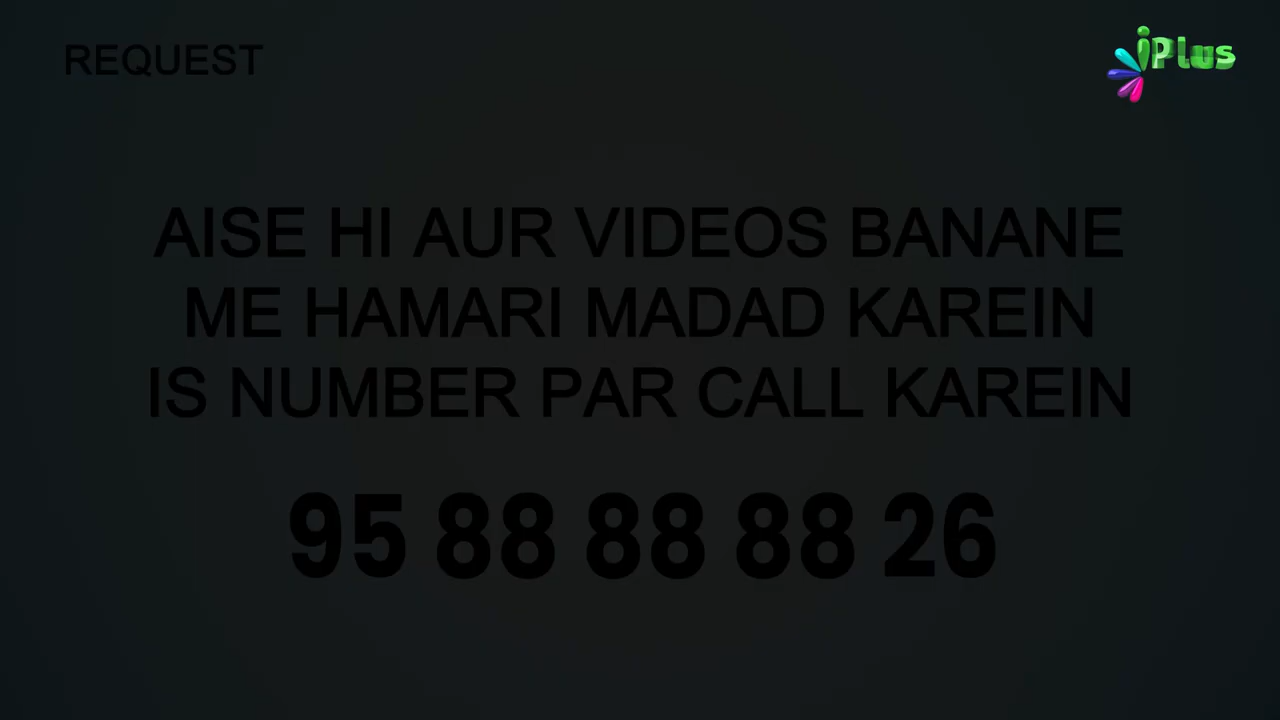 REQUEST
iPlus
AISE HI AUR VIDEOS BANANE
ME HAMARI MADAD KAREIN
IS NUMBER PAR CALL KAREIN
95 88 88 88 26